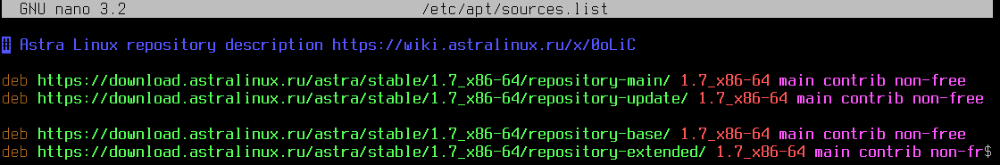 GNU nano 3.2 /etc/apt/sources.list
# Astra Linux repository description https://wiki.astralinux.ru/x/0oLiC
deb https://download.astralinux.ru/astra/stable/1.7_x86-64/repository-main/ 1.7_x86-64 main contrib non-free
deb https://download.astralinux.ru/astra/stable/1.7_x86-64/repository-update/ 1.7_x86-64 main contrib non-free
deb https://download.astralinux.ru/astra/stable/1.7_x86-64/repository-base/ 1.7_x86-64 main contrib non-free
deb https://download.astralinux.ru/astra/stable/1.7_x86-64/repository-extended/ 1.7_x86-64 main contrib non-fr$